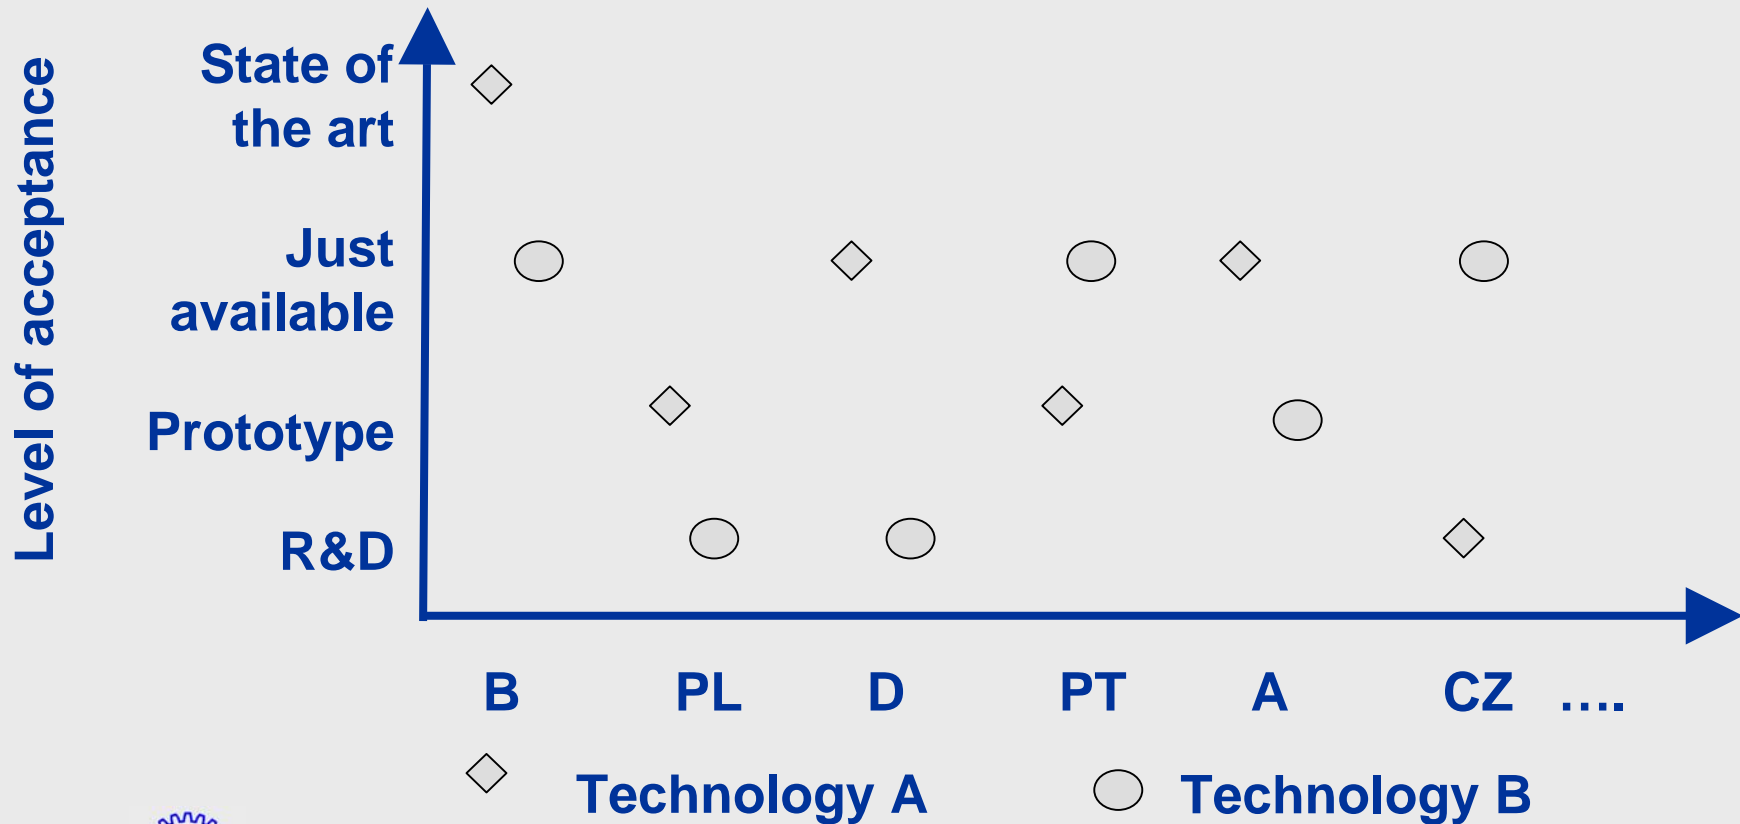 Level of acceptance
State of
the art
Just
available
Prototype
R&D
B PL D PT A CZ ....
Technology A Technology B